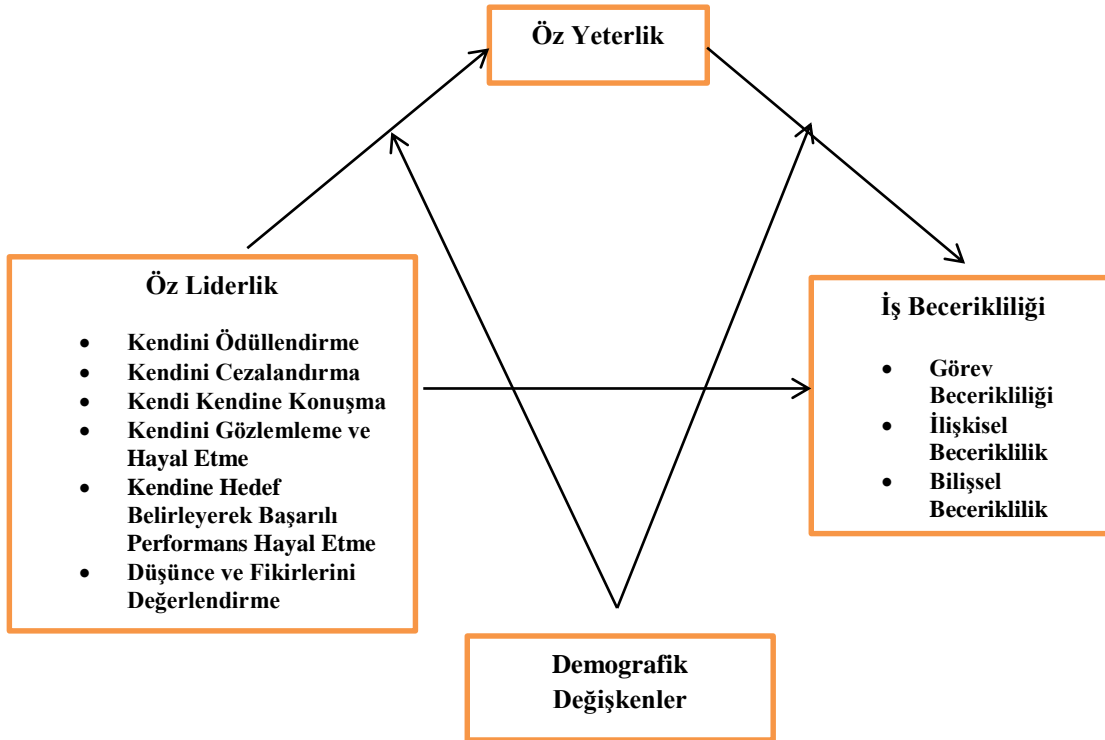 Öz Yeterlik
Öz Liderlik
• Kendini Ödüllendirme
• Kendini Cezalandırma
• Kendi Kendine Konuşma
• Kendini Gözlemleme ve
Hayal Etme
• Kendine Hedef
Belirleyerek Başarılı
Performans Hayal Etme
• Düşünce ve Fikirlerini
Değerlendirme
İş Becerikliliği
• Görev
Becerikliliği
• İlişkisel
Beceriklilik
• Bilişsel
Beceriklilik
Demografik
Değişkenler